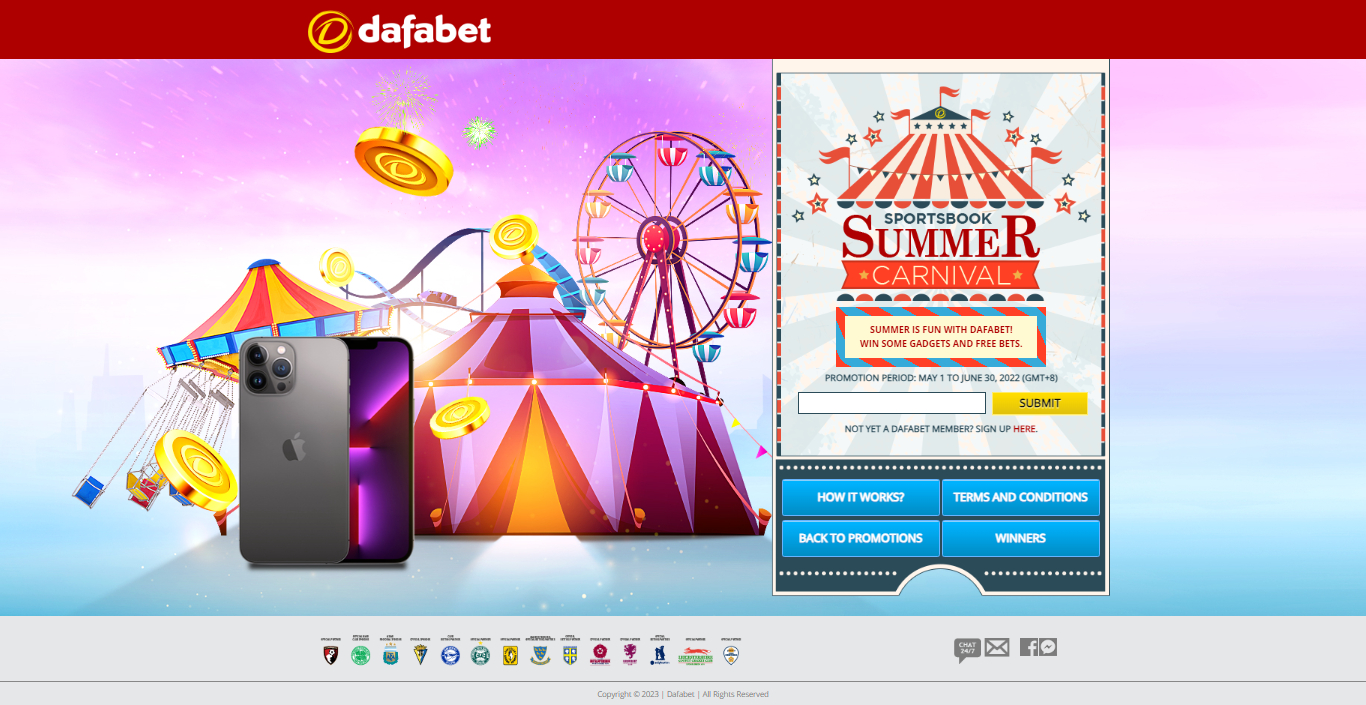 dafabet
SPORTSBOOK
SUMMER
CARNIVAL
SUMMER IS FUN WITH DAFABET!
WIN SOME GADGETS AND FREE BETS.
PROMOTION PERIOD: MAY 1 TO JUNE 30, 2022 (GMT+8)
SUBMIT
NOT YET A DAFABET MEMBER? SIGN UP HERE.
HOW IT WORKS?
TERMS AND CONDITIONS
BACK TO PROMOTIONS
WINNERS
CHAT
24/7
Copyright © 2023 | Dafabet | All Rights Reserved